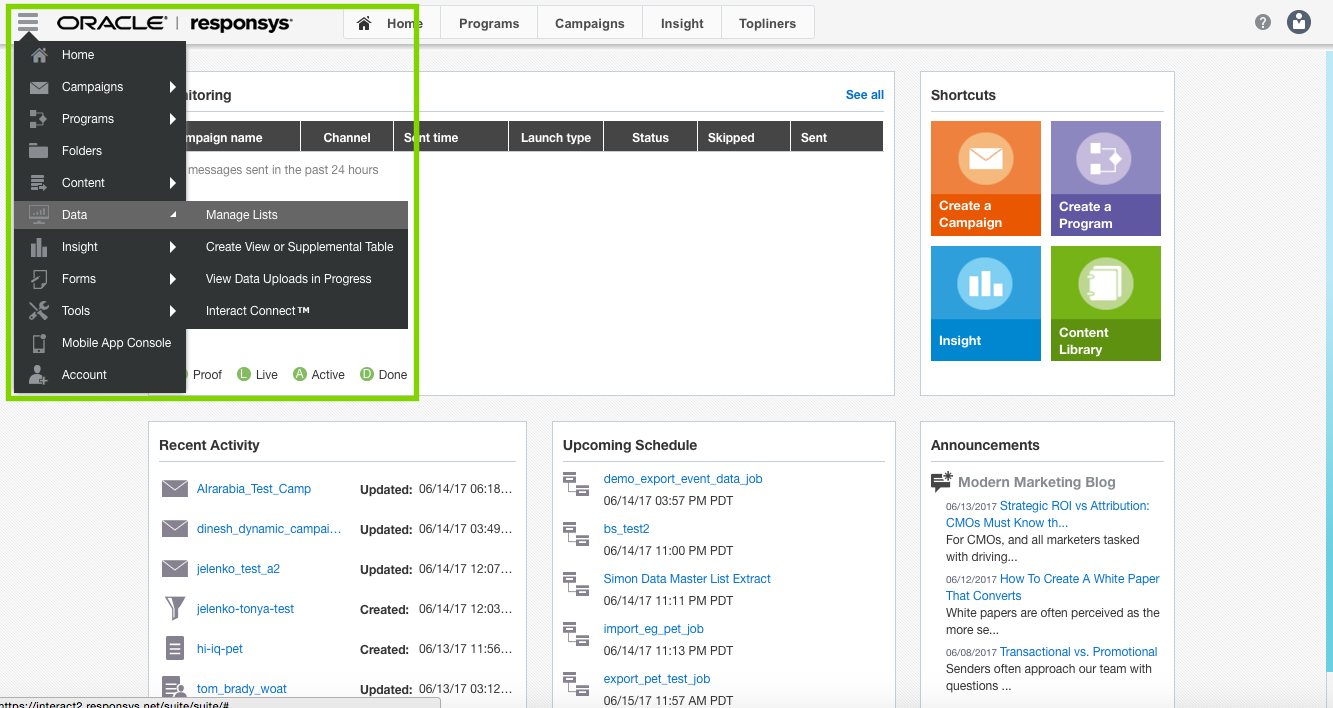 ORACLE® | responsys®
Home
Programs
Campaigns
Insight
Topliners
?
Home
Campaigns
Programs
Folders
Content
Data
Insight
Forms
Tools
Mobile App Console
Account
Manage Lists
Create View or Supplemental Table
View Data Uploads in Progress
Interact Connect™
itoring
See all
paign name
Channel
Sent time
Launch type
Status
Skipped
Sent
messages sent in the past 24 hours
Proof
L Live
A Active
D Done
Shortcuts
Create a
Campaign
Create a
Program
Insight
Content
Library
Recent Activity
Alrarabia_Test_Camp Updated: 06/14/17 06:18...
dinesh_dynamic_campai... Updated: 06/14/17 03:49...
jelenko_test_a2 Updated: 06/14/17 12:07...
jelenko-tonya-test Created: 06/14/17 12:03...
hi-iq-pet Created: 06/13/17 11:56...
tom_brady_woat Updated: 06/13/17 03:12...
Upcoming Schedule
demo_export_event_data_job
06/14/17 03:57 PM PDT
bs_test2
06/14/17 11:00 PM PDT
Simon Data Master List Extract
06/14/17 11:11 PM PDT
import_eg_pet_job
06/14/17 11:13 PM PDT
export_pet_test_job
06/15/17 11:57 AM PDT
Announcements
Modern Marketing Blog
06/13/2017 Strategic ROI vs Attribution:
CMOs Must Know th...
For CMOs, and all marketers tasked
with driving...
06/12/2017 How To Create A White Paper
That Converts
White papers are often perceived as the
more se...
06/08/2017 Transactional vs. Promotional
Senders often approach our team with
questions ...
https://interact2.responsys.net/suite/suite/#